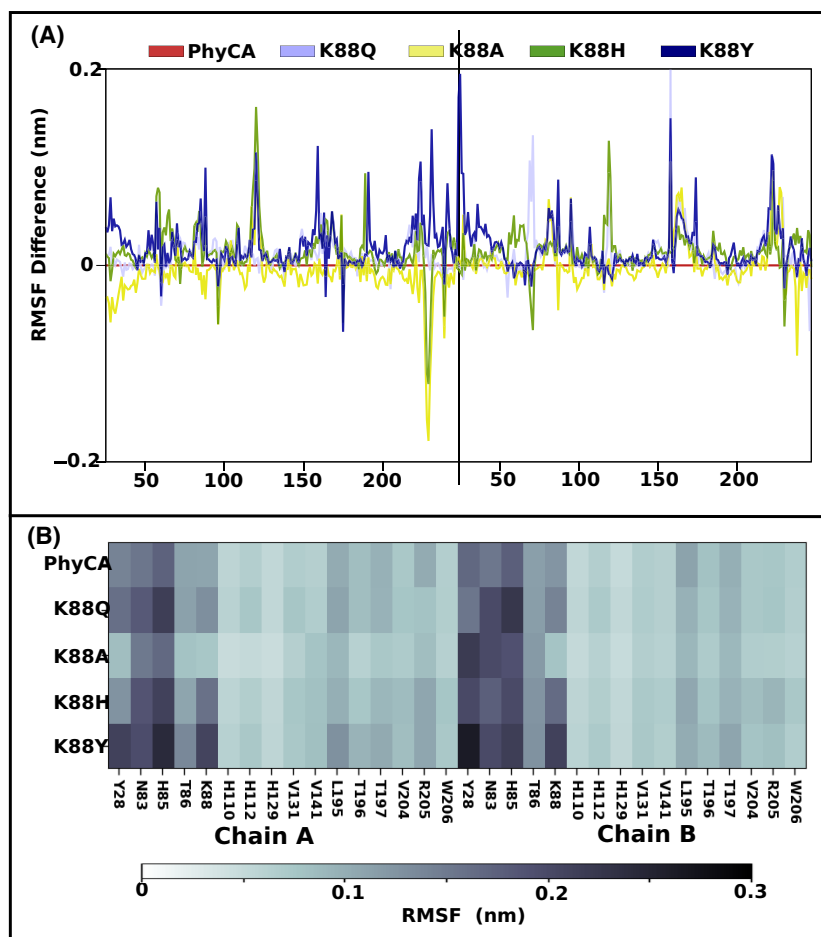 (A)
PhyCA K88Q K88A K88H K88Y
0.2
0
−0.2
RMSF Difference (nm)
50 100 150 200 50 100 150 200
(B)
PhyCA
K88Q
K88A
K88H
K88Y
Y28 N83 H85 T86 K88 H110 H112 H129 V131 V141 L195 T196 T197 V204 R205 W206 Y28 N83 H85 T86 K88 H110 H112 H129 V131 V141 L195 T196 T197 V204 R205 W206
Chain A Chain B
0 0.1 0.2 0.3
RMSF (nm)